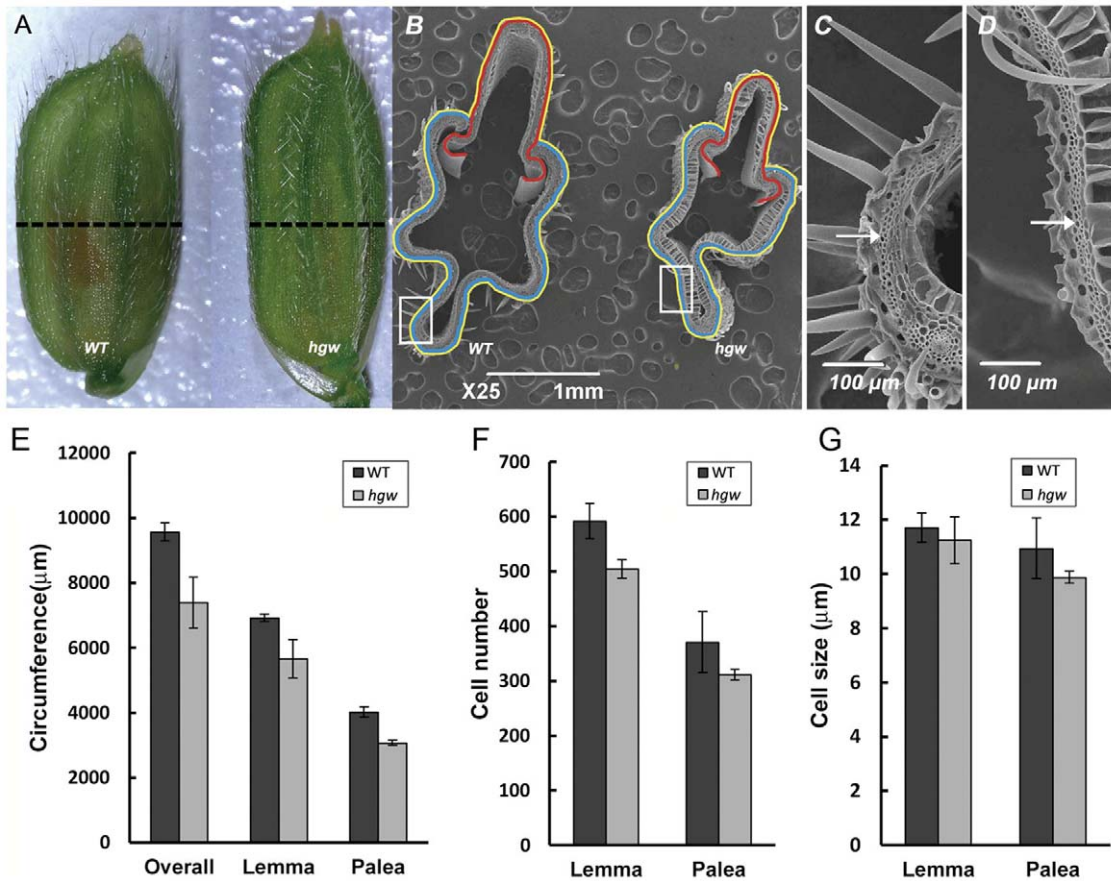 A
WT
hgw
B
WT
hgw
X25 1mm
C
100 µm
D
100 µm
E
12000
10000
8000
6000
4000
2000
0
Circumference(µm)
WT
hgw
Overall Lemma Palea
F
700
600
500
400
300
200
100
0
Cell number
WT
hgw
Lemma Palea
G
14
12
10
8
6
4
2
0
Cell size (µm)
WT
hgw
Lemma Palea